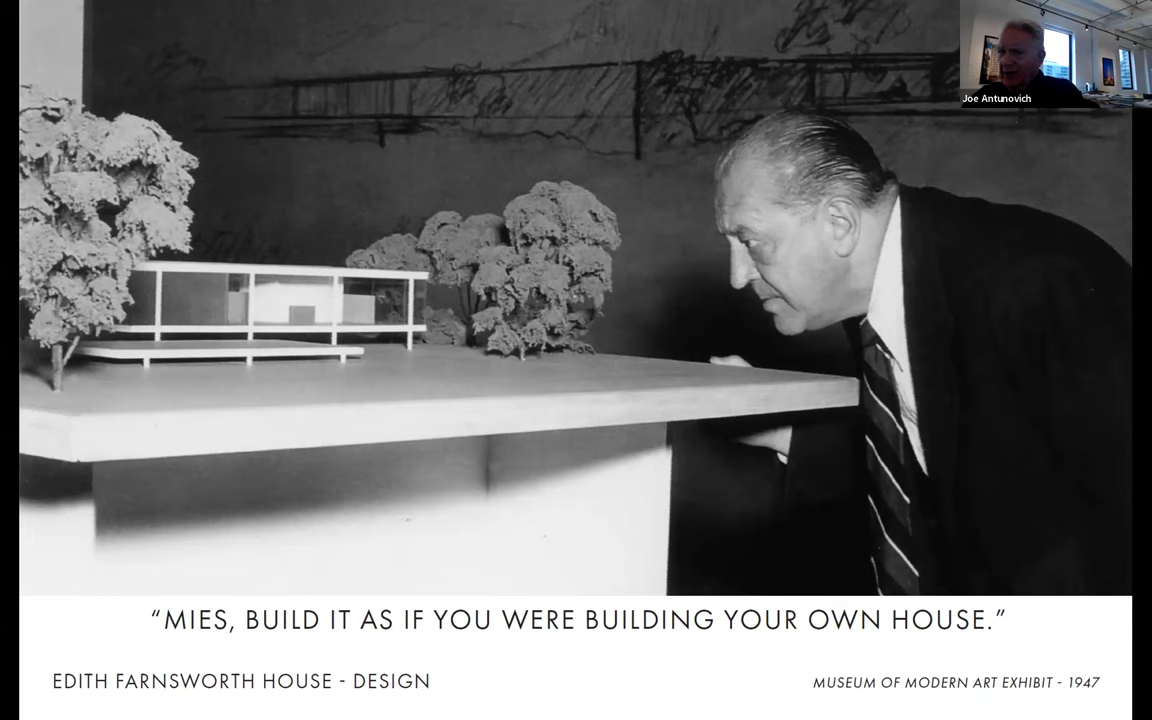 Joe Antunovich
“MIES, BUILD IT AS IF YOU WERE BUILDING YOUR OWN HOUSE.”
EDITH FARNSWORTH HOUSE - DESIGN
MUSEUM OF MODERN ART EXHIBIT - 1947